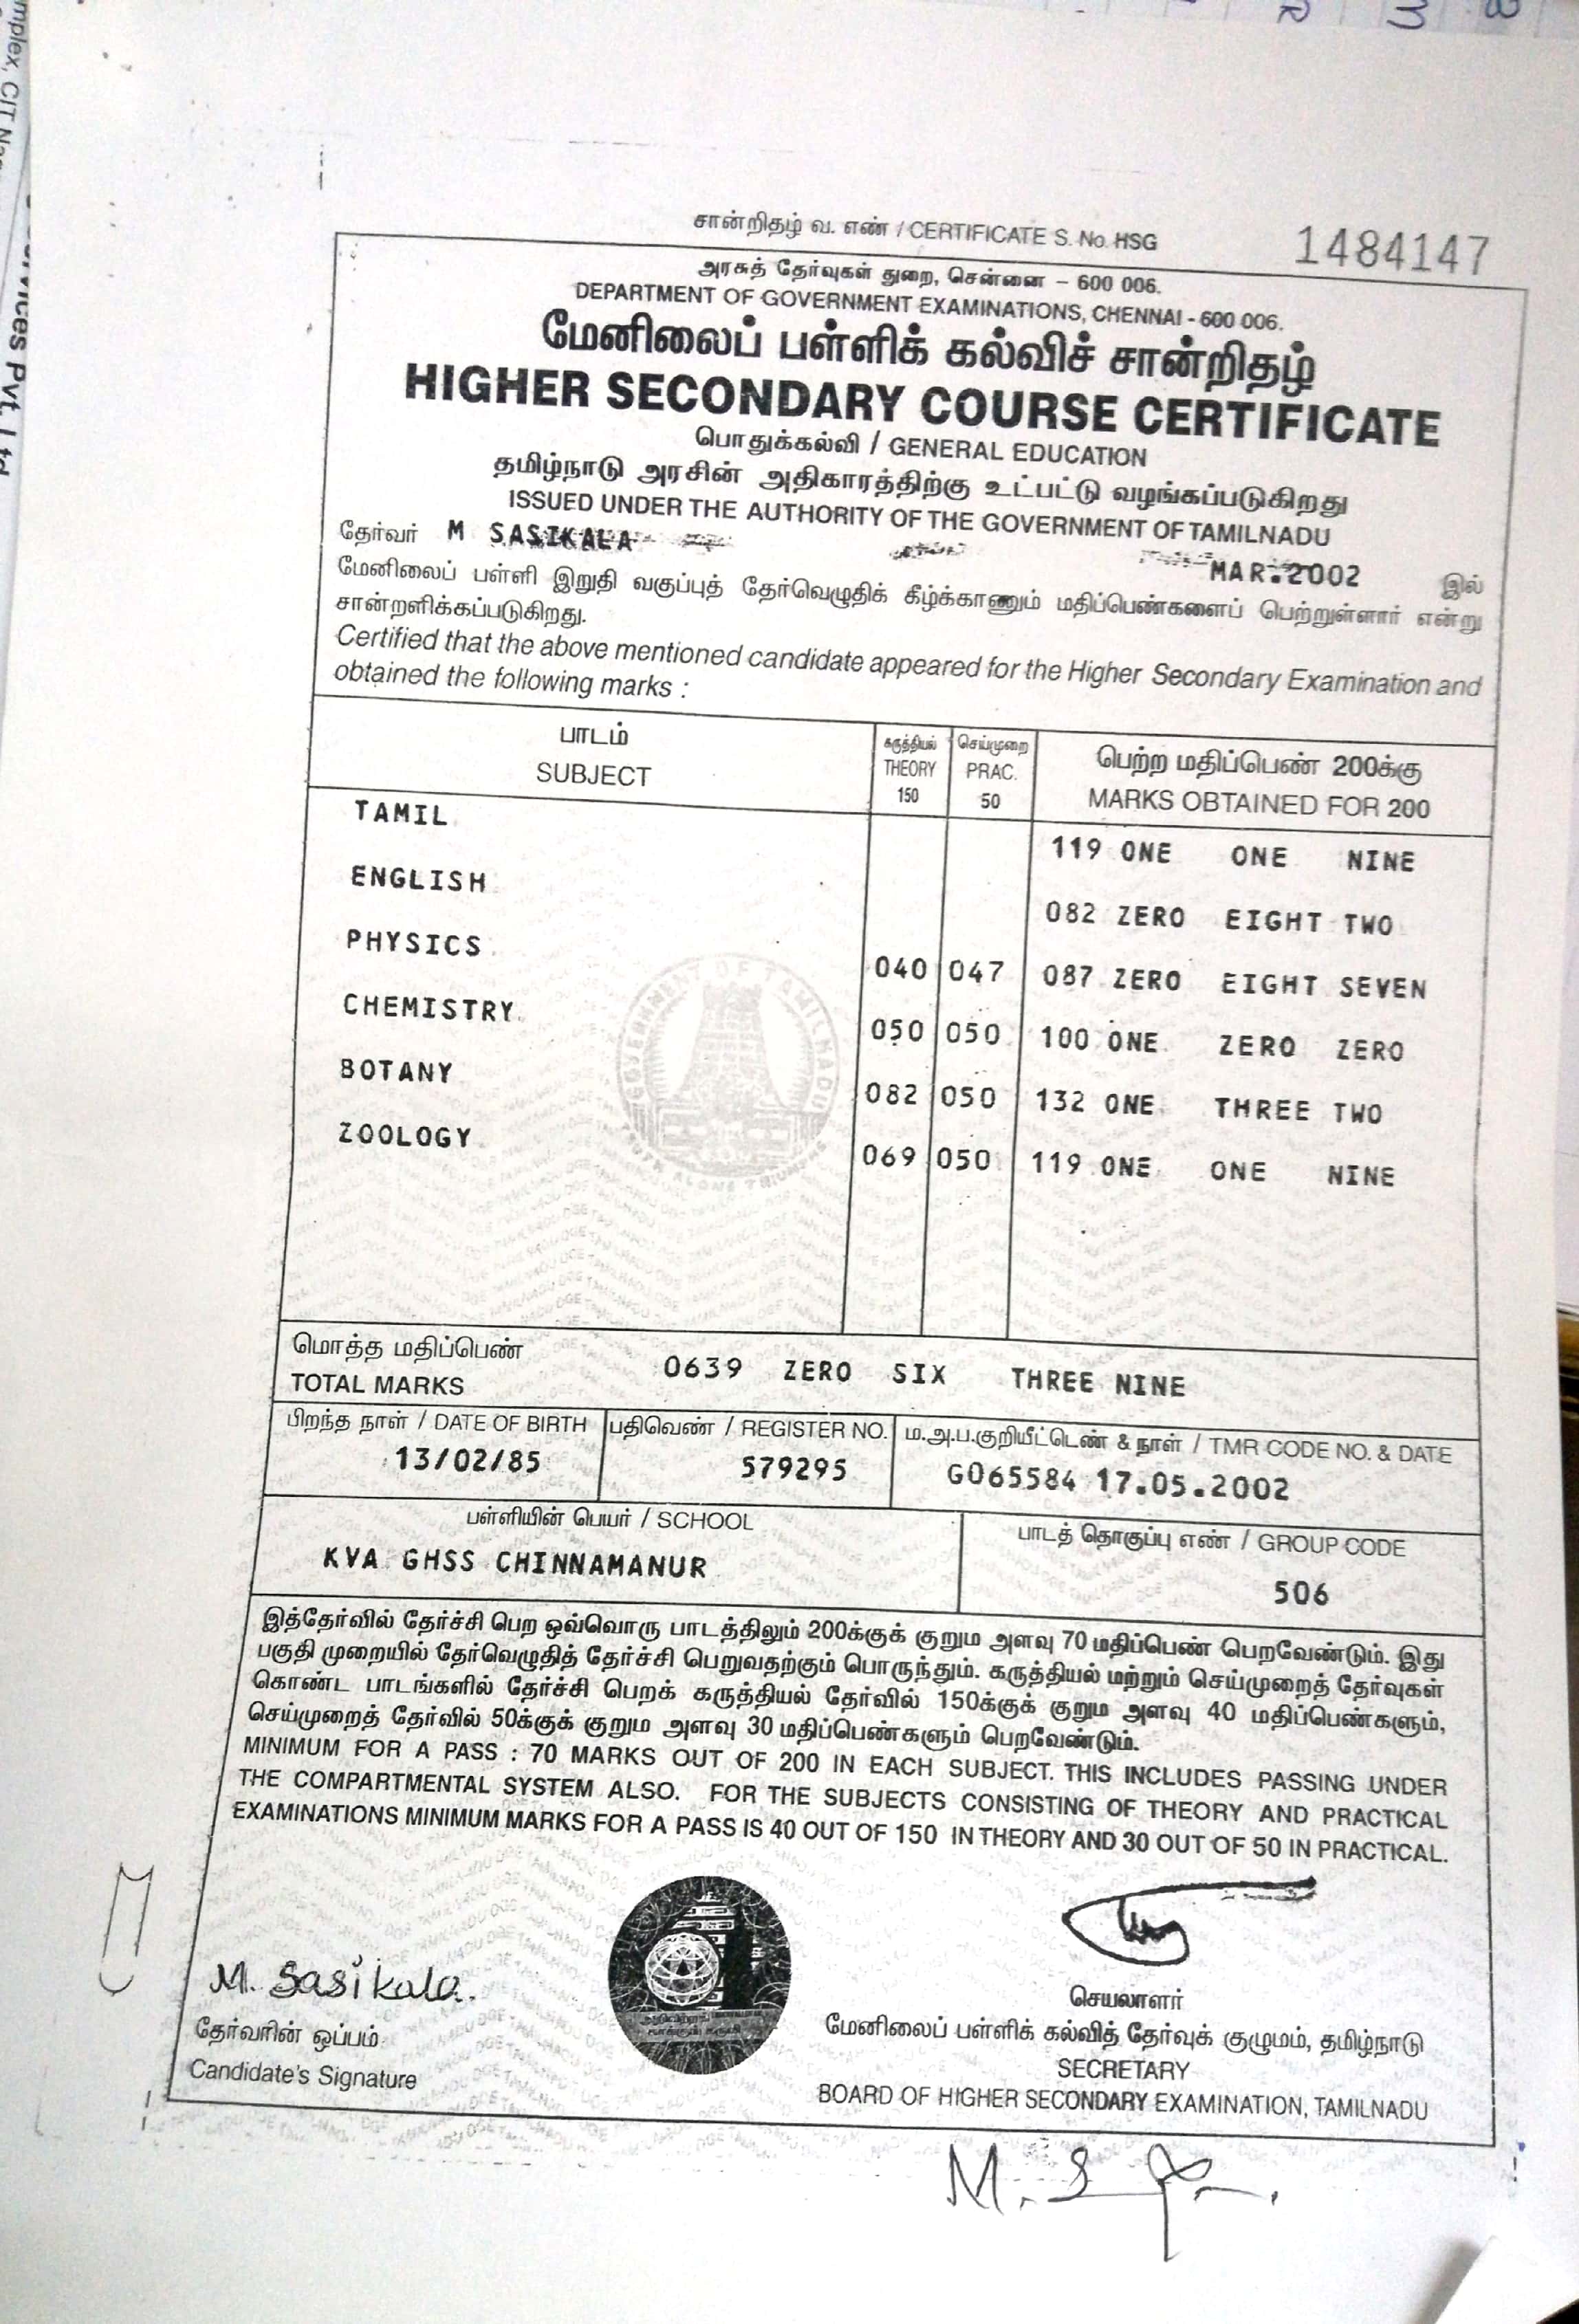 mplex, CIT
vices Pvt. Ltd
சான்றிதழ் வ. எண் / CERTIFICATE S. No. HSG 1484147
அரசுத் தேர்வுகள் துறை, சென்னை – 600 006.
DEPARTMENT OF GOVERNMENT EXAMINATIONS, CHENNAI - 600 006.
மேனிலைப் பள்ளிக் கல்விச் சான்றிதழ்
HIGHER SECONDARY COURSE CERTIFICATE
பொதுக்கல்வி / GENERAL EDUCATION
தமிழ்நாடு அரசின் அதிகாரத்திற்கு உட்பட்டு வழங்கப்படுகிறது
ISSUED UNDER THE AUTHORITY OF THE GOVERNMENT OF TAMILNADU
தேர்வர் M SASIKALA MAR.2002 இல்
மேனிலைப் பள்ளி இறுதி வகுப்புத் தேர்வெழுதிக் கீழ்க்காணும் மதிப்பெண்களைப் பெற்றுள்ளார் என்று
சான்றளிக்கப்படுகிறது.
Certified that the above mentioned candidate appeared for the Higher Secondary Examination and
obtained the following marks :
பாடம் கருத்தியல் செய்முறை பெற்ற மதிப்பெண் 200க்கு
SUBJECT THEORY PRAC. MARKS OBTAINED FOR 200
150 50
TAMIL 119 ONE ONE NINE
ENGLISH 082 ZERO EIGHT TWO
PHYSICS 040 047 087 ZERO EIGHT SEVEN
CHEMISTRY 050 050 100 ONE ZERO ZERO
BOTANY 082 050 132 ONE THREE TWO
ZOOLOGY 069 050 119 ONE ONE NINE
GOVERNMENT OF TAMILNADU
TRUTH ALONE TRIUMPHS
மொத்த மதிப்பெண்
TOTAL MARKS 0639 ZERO SIX THREE NINE
பிறந்த நாள் / DATE OF BIRTH பதிவெண் / REGISTER NO. ம.அ.ப.குறியீட்டெண் & நாள் / TMR CODE NO. & DATE
13/02/85 579295 G065584 17.05.2002
பள்ளியின் பெயர் / SCHOOL பாடத் தொகுப்பு எண் / GROUP CODE
KVA GHSS CHINNAMANUR 506
இத்தேர்வில் தேர்ச்சி பெற ஒவ்வொரு பாடத்திலும் 200க்குக் குறும அளவு 70 மதிப்பெண் பெறவேண்டும். இது
பகுதி முறையில் தேர்வெழுதித் தேர்ச்சி பெறுவதற்கும் பொருந்தும். கருத்தியல் மற்றும் செய்முறைத் தேர்வுகள்
கொண்ட பாடங்களில் தேர்ச்சி பெறக் கருத்தியல் தேர்வில் 150க்குக் குறும அளவு 40 மதிப்பெண்களும்,
செய்முறைத் தேர்வில் 50க்குக் குறும அளவு 30 மதிப்பெண்களும் பெறவேண்டும்.
MINIMUM FOR A PASS : 70 MARKS OUT OF 200 IN EACH SUBJECT. THIS INCLUDES PASSING UNDER
THE COMPARTMENTAL SYSTEM ALSO. FOR THE SUBJECTS CONSISTING OF THEORY AND PRACTICAL
EXAMINATIONS MINIMUM MARKS FOR A PASS IS 40 OUT OF 150 IN THEORY AND 30 OUT OF 50 IN PRACTICAL.
M. Sasikala.
தேர்வரின் ஒப்பம்
Candidate's Signature
செயலாளர்
மேனிலைப் பள்ளிக் கல்வித் தேர்வுக் குழுமம், தமிழ்நாடு
SECRETARY
BOARD OF HIGHER SECONDARY EXAMINATION, TAMILNADU